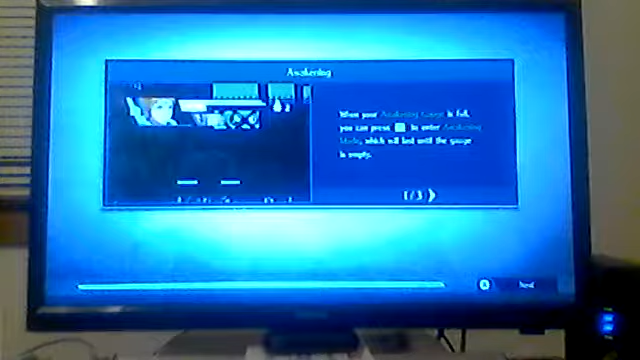 Awakening
When your Awakening Gauge is full,
you can press to enter Awakening
Mode, which will last until the gauge
is empty.
1/3
A Next